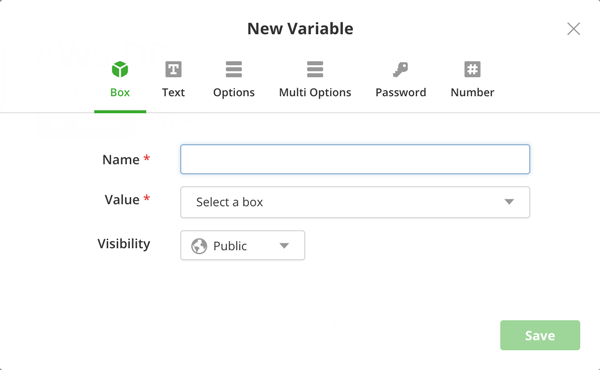 New Variable
Box Text Options Multi Options Password Number
Name *
Value * Select a box
Visibility Public
Save